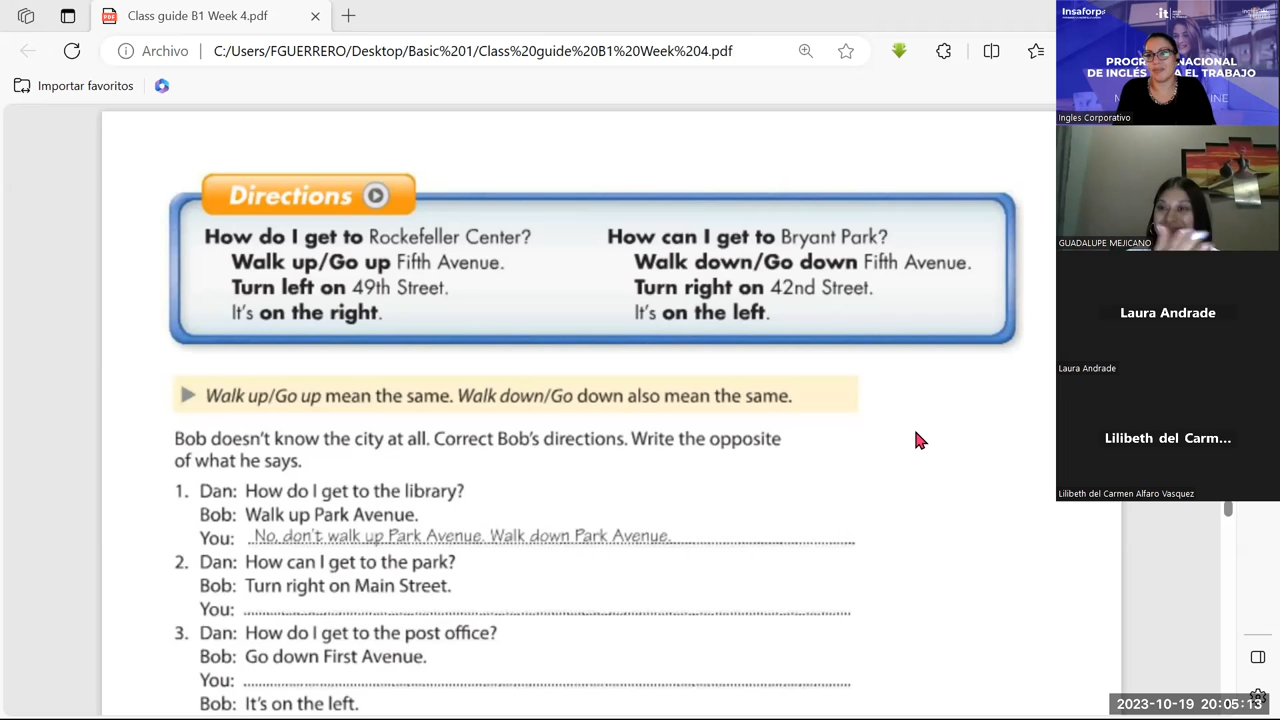 Class guide B1 Week 4.pdf
Archivo
C:/Users/FGUERRERO/Desktop/Basic%201/Class%20guide%20B1%20Week%204.pdf
Importar favoritos
Directions
How do I get to Rockefeller Center?
Walk up/Go up Fifth Avenue.
Turn left on 49th Street.
It's on the right.
How can I get to Bryant Park?
Walk down/Go down Fifth Avenue.
Turn right on 42nd Street.
It's on the left.
Walk up/Go up mean the same. Walk down/Go down also mean the same.
Bob doesn't know the city at all. Correct Bob's directions. Write the opposite
of what he says.
1. Dan: How do I get to the library?
Bob: Walk up Park Avenue.
You: No, don't walk up Park Avenue. Walk down Park Avenue.
2. Dan: How can I get to the park?
Bob: Turn right on Main Street.
You:
3. Dan: How do I get to the post office?
Bob: Go down First Avenue.
You:
Bob: It's on the left.
Insaforp
it
DE INGLÉS
EL TRABAJO
Ingles Corporativo
GUADALUPE MEJICANO
Laura Andrade
Laura Andrade
Lilibeth del Carm...
Lilibeth del Carmen Alfaro Vasquez
2023-10-19 20:05:13